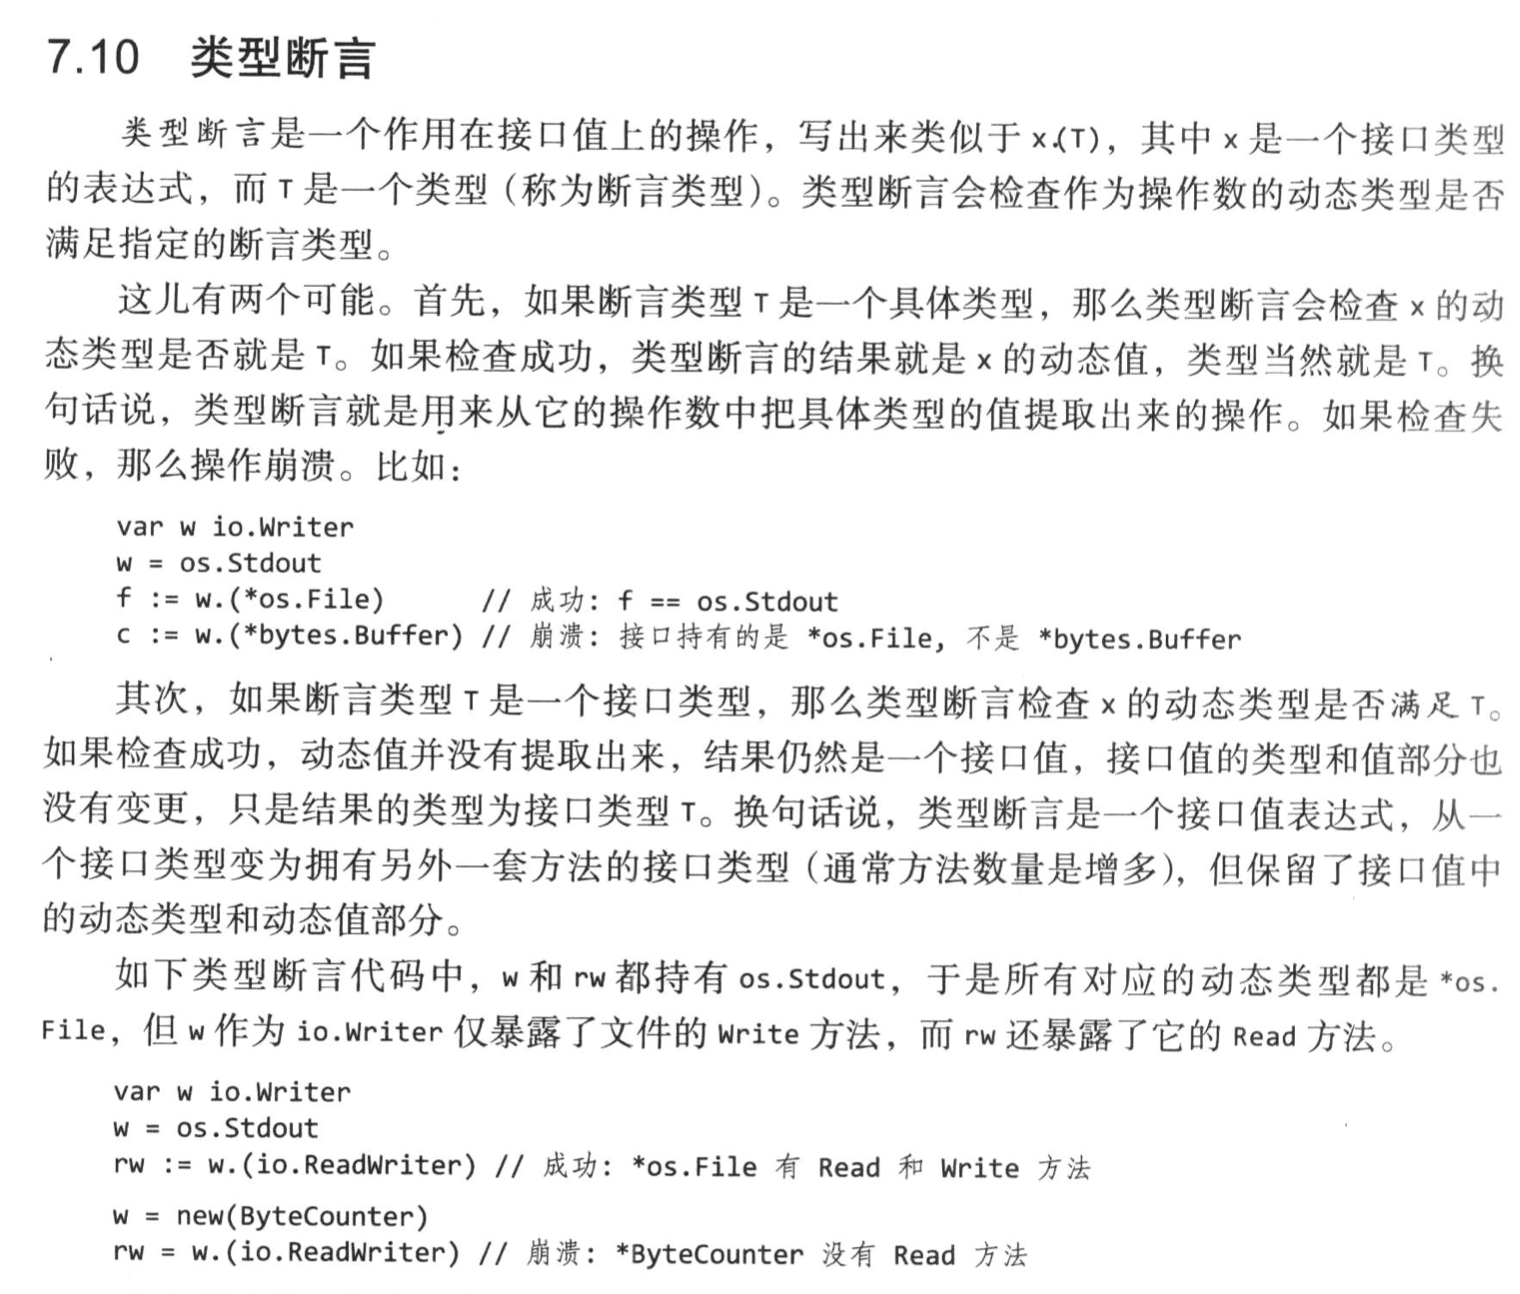 7.10 类型断言
类型断言是一个作用在接口值上的操作，写出来类似于 x.(T)，其中 x 是一个接口类型
的表达式，而 T 是一个类型（称为断言类型）。类型断言会检查作为操作数的动态类型是否
满足指定的断言类型。
这儿有两个可能。首先，如果断言类型 T 是一个具体类型，那么类型断言会检查 x 的动
态类型是否就是 T。如果检查成功，类型断言的结果就是 x 的动态值，类型当然就是 T。换
句话说，类型断言就是用来从它的操作数中把具体类型的值提取出来的操作。如果检查失
败，那么操作崩溃。比如：
var w io.Writer
w = os.Stdout
f := w.(*os.File)      // 成功: f == os.Stdout
c := w.(*bytes.Buffer) // 崩溃: 接口持有的是 *os.File, 不是 *bytes.Buffer
其次，如果断言类型 T 是一个接口类型，那么类型断言检查 x 的动态类型是否满足 T。
如果检查成功，动态值并没有提取出来，结果仍然是一个接口值，接口值的类型和值部分也
没有变更，只是结果的类型为接口类型 T。换句话说，类型断言是一个接口值表达式，从一
个接口类型变为拥有另外一套方法的接口类型（通常方法数量是增多），但保留了接口值中
的动态类型和动态值部分。
如下类型断言代码中，w 和 rw 都持有 os.Stdout，于是所有对应的动态类型都是 *os.
File，但 w 作为 io.Writer 仅暴露了文件的 Write 方法，而 rw 还暴露了它的 Read 方法。
var w io.Writer
w = os.Stdout
rw := w.(io.ReadWriter) // 成功: *os.File 有 Read 和 Write 方法
w = new(ByteCounter)
rw = w.(io.ReadWriter) // 崩溃: *ByteCounter 没有 Read 方法